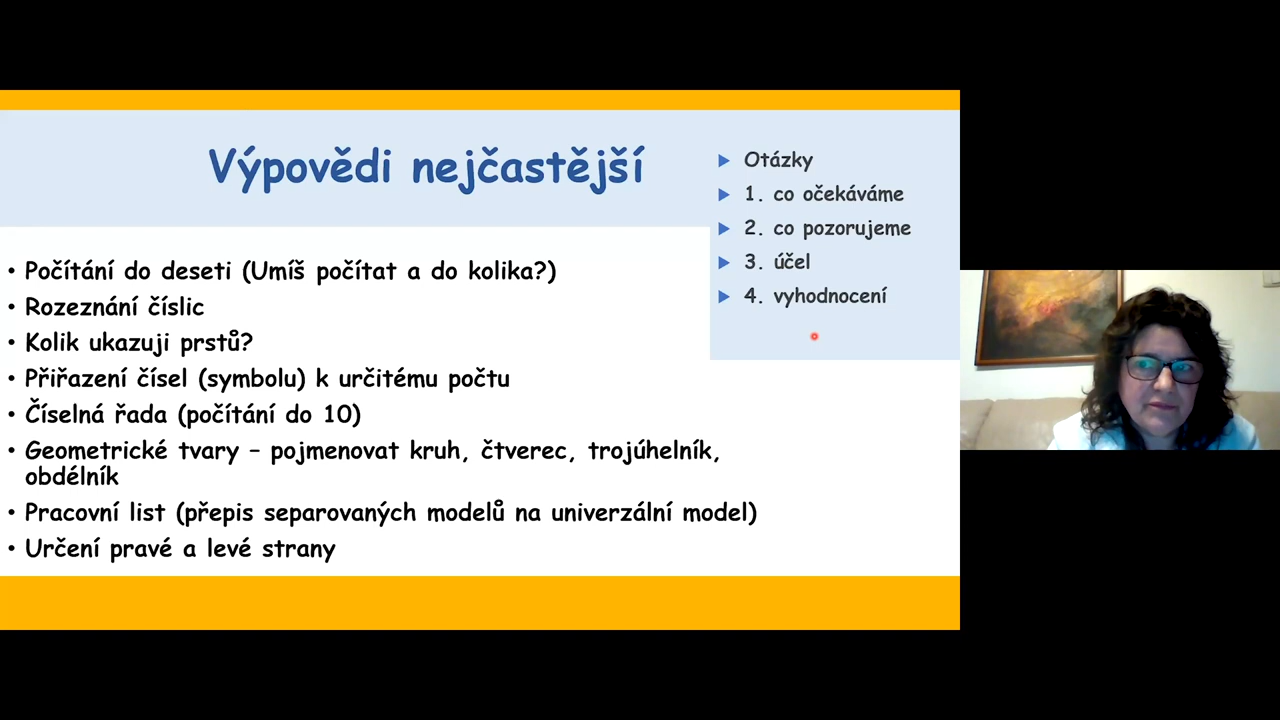 Výpovědi nejčastější
Otázky
1. co očekáváme
2. co pozorujeme
3. účel
4. vyhodnocení
• Počítání do deseti (Umíš počítat a do kolika?)
• Rozeznání číslic
• Kolik ukazuji prstů?
• Přiřazení čísel (symbolu) k určitému počtu
• Číselná řada (počítání do 10)
• Geometrické tvary – pojmenovat kruh, čtverec, trojúhelník,
obdélník
• Pracovní list (přepis separovaných modelů na univerzální model)
• Určení pravé a levé strany